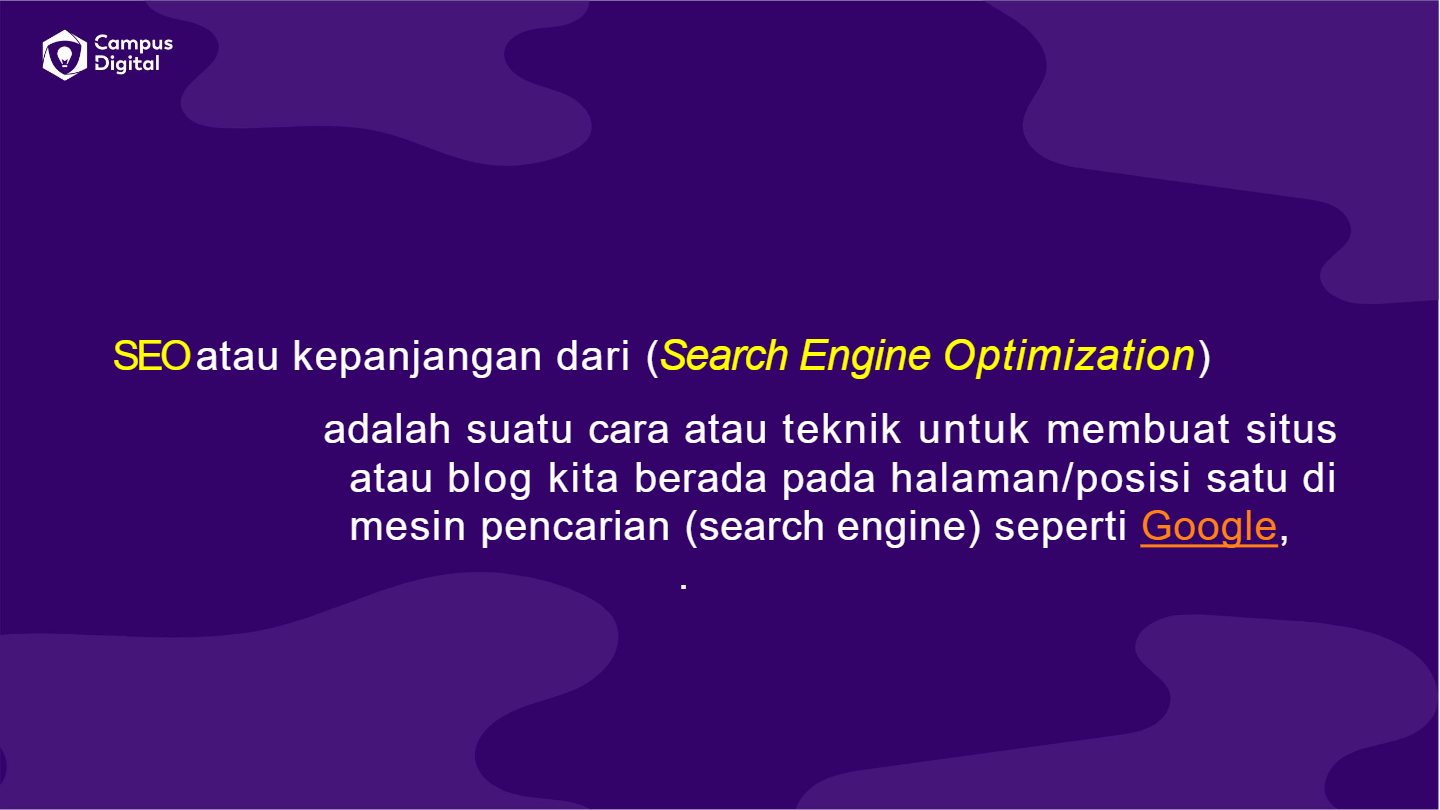 Campus
Digital
SEO atau kepanjangan dari (Search Engine Optimization)
adalah suatu cara atau teknik untuk membuat situs
atau blog kita berada pada halaman/posisi satu di
mesin pencarian (search engine) seperti Google,
.